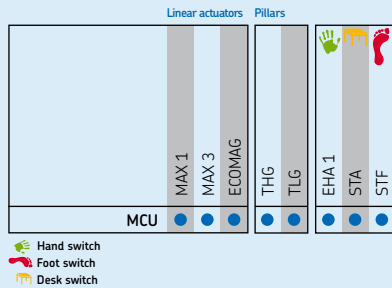 Linear actuators Pillars
MAX 1
MAX 3
ECOMAG
THG
TLG
EHA 1
STA
STF
MCU
Hand switch
Foot switch
Desk switch